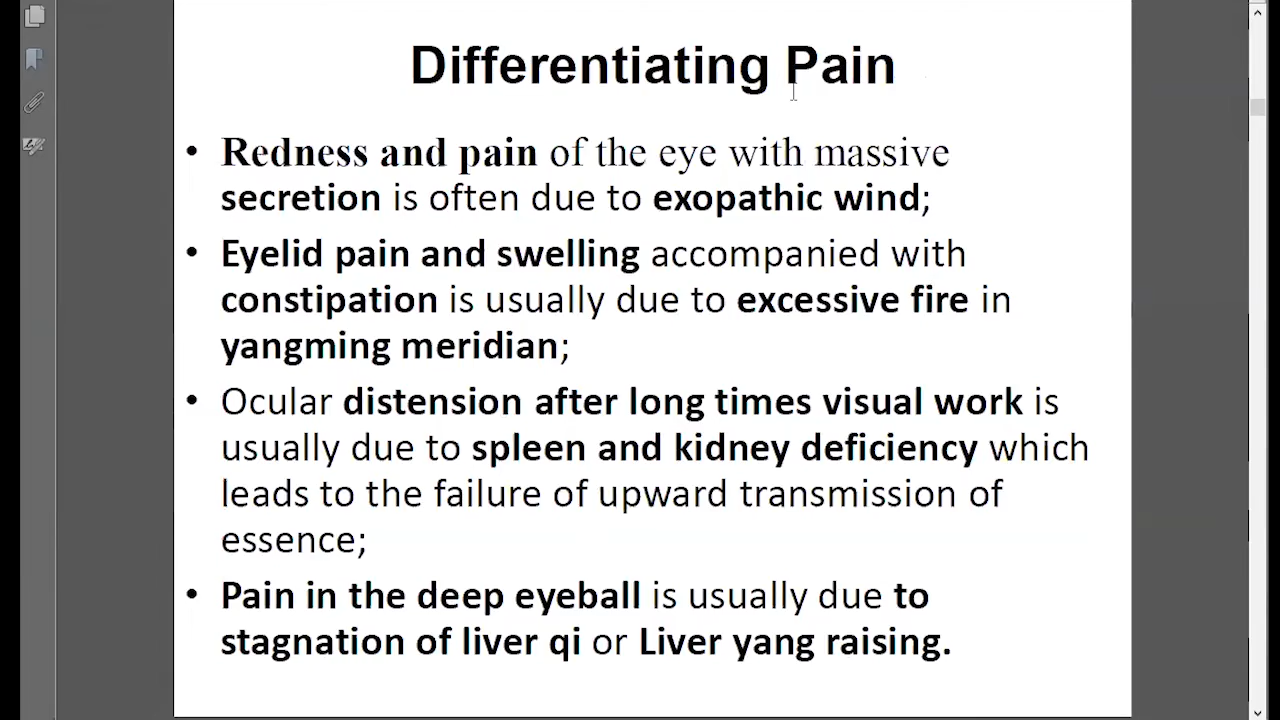 Differentiating Pain
• Redness and pain of the eye with massive
secretion is often due to exopathic wind;
• Eyelid pain and swelling accompanied with
constipation is usually due to excessive fire in
yangming meridian;
• Ocular distension after long times visual work is
usually due to spleen and kidney deficiency which
leads to the failure of upward transmission of
essence;
• Pain in the deep eyeball is usually due to
stagnation of liver qi or Liver yang raising.